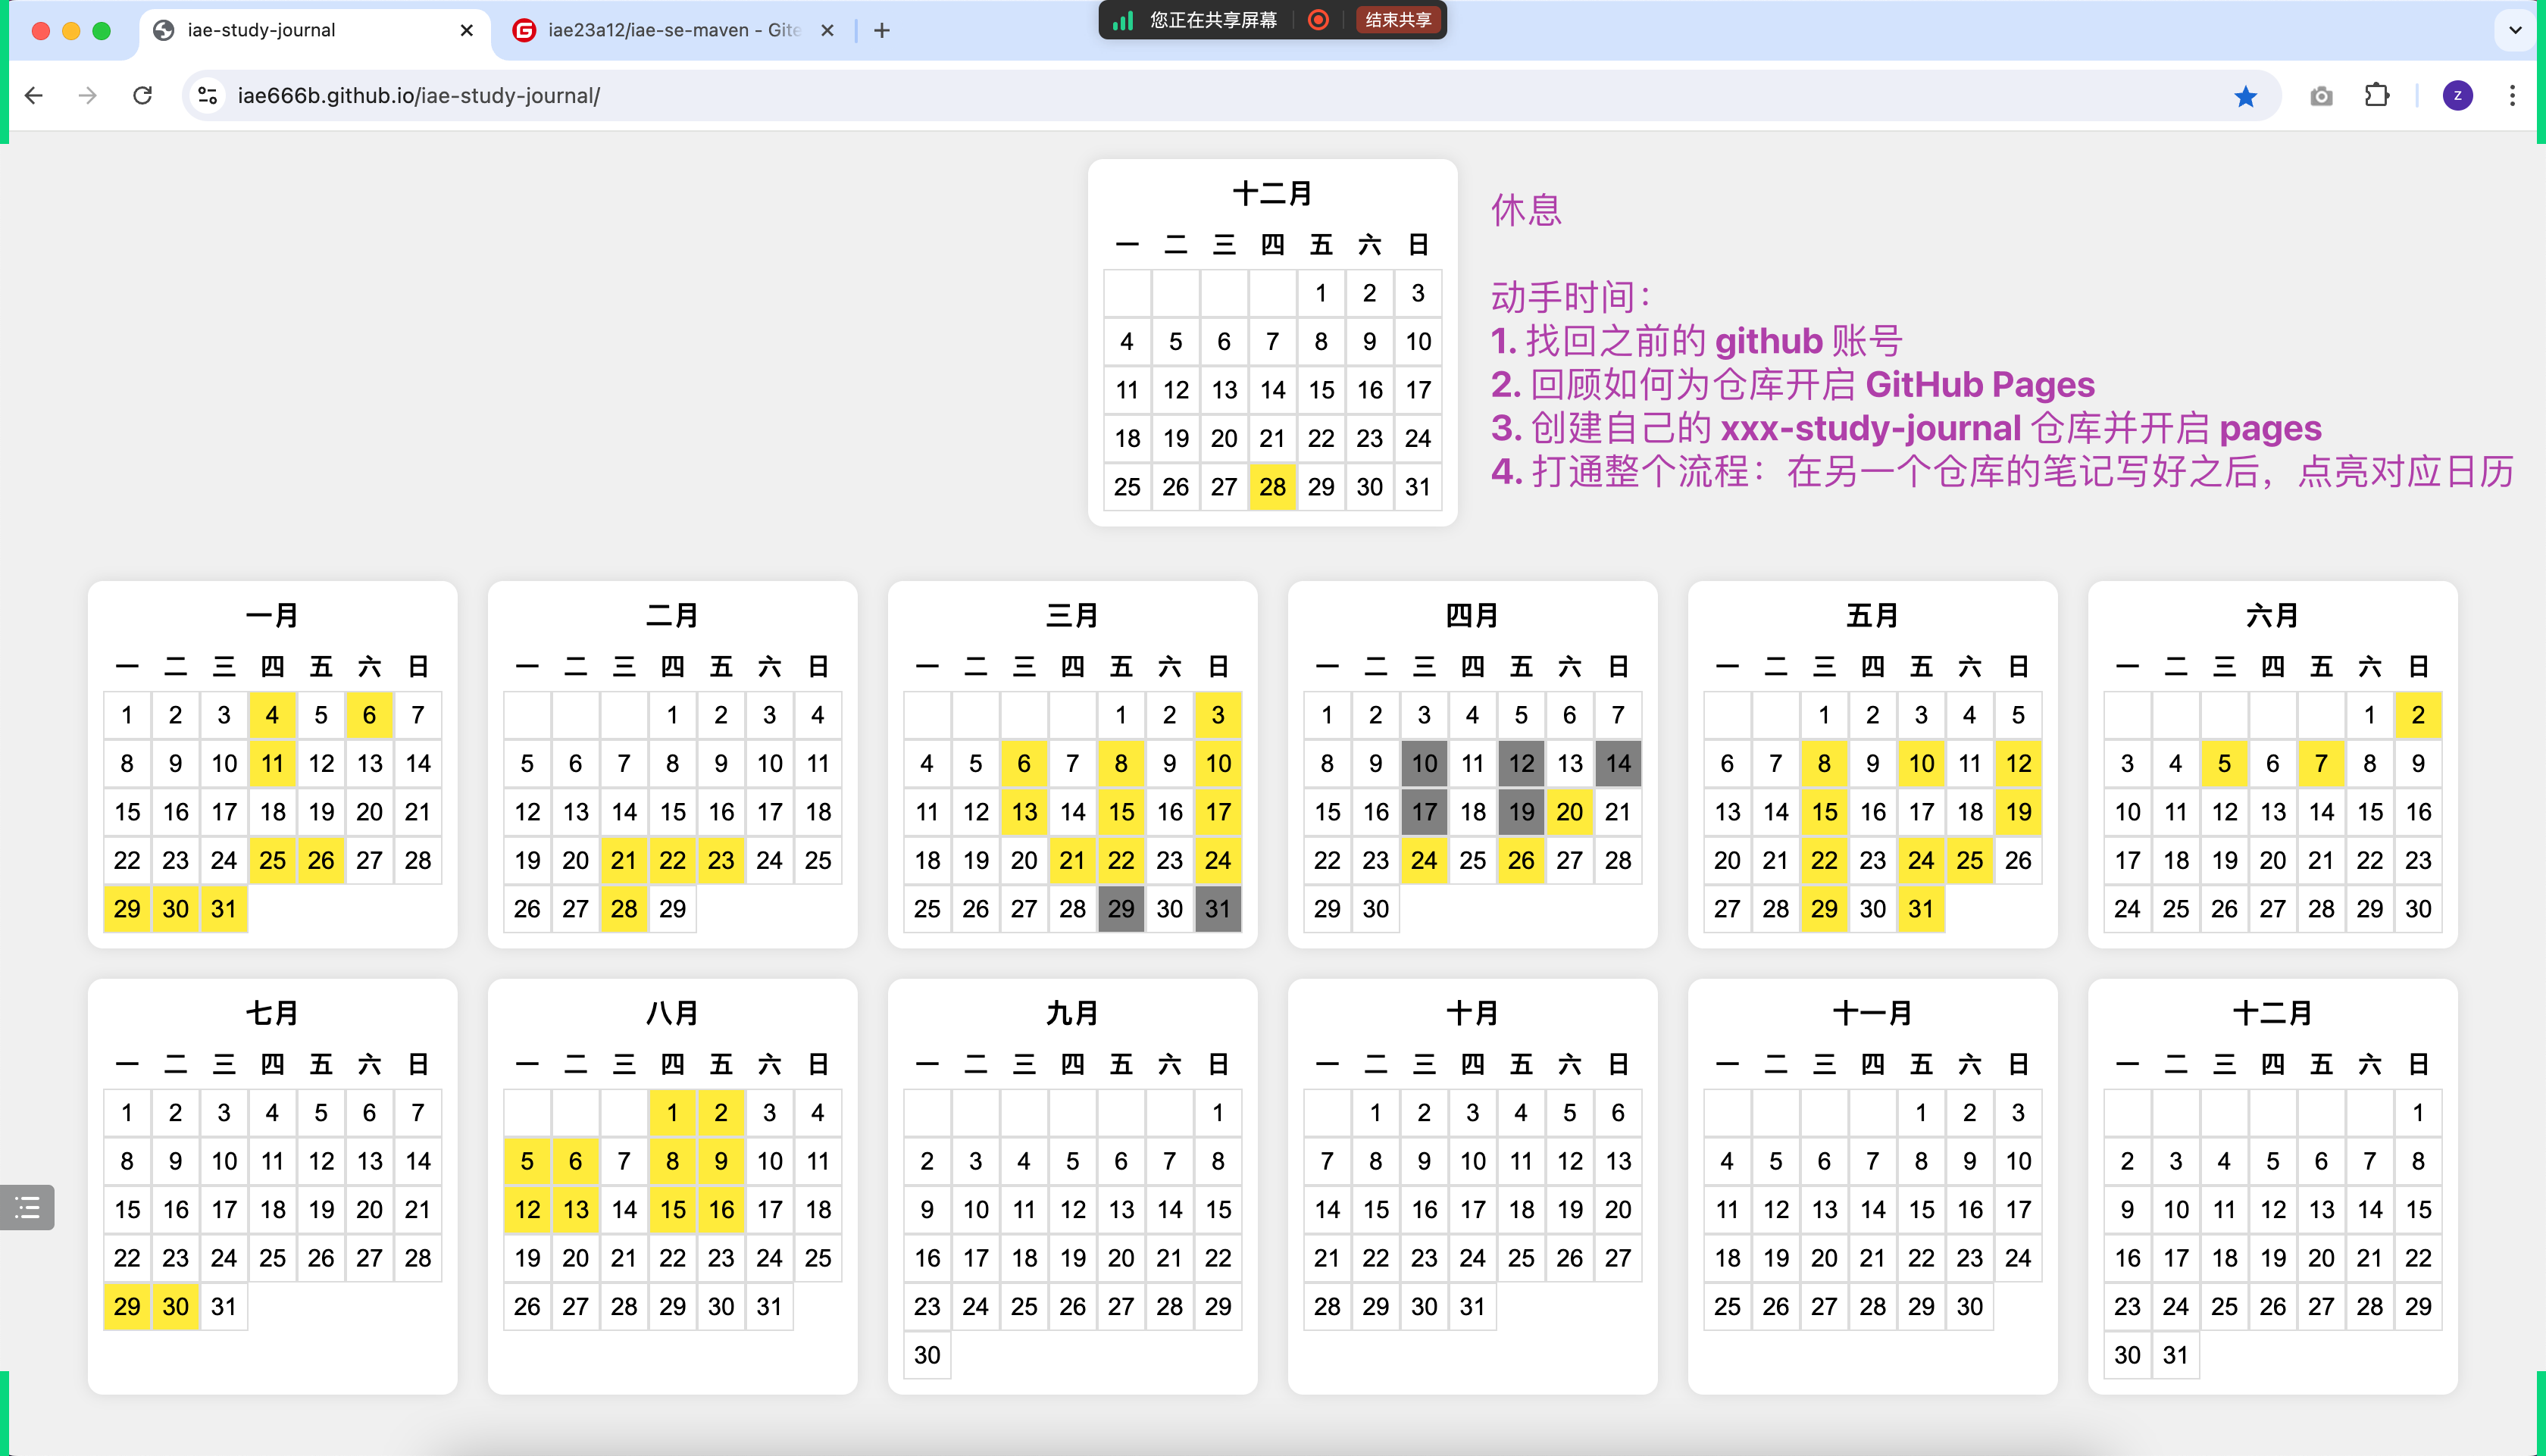 iae-study-journal
iae23a12/iae-se-maven - Gite
您正在共享屏幕
结束共享
iae666b.github.io/iae-study-journal/
z
十二月
一 二 三 四 五 六 日
1 2 3
4 5 6 7 8 9 10
11 12 13 14 15 16 17
18 19 20 21 22 23 24
25 26 27 28 29 30 31
休息
动手时间：
1. 找回之前的 github 账号
2. 回顾如何为仓库开启 GitHub Pages
3. 创建自己的 xxx-study-journal 仓库并开启 pages
4. 打通整个流程：在另一个仓库的笔记写好之后，点亮对应日历
一月
一 二 三 四 五 六 日
1 2 3 4 5 6 7
8 9 10 11 12 13 14
15 16 17 18 19 20 21
22 23 24 25 26 27 28
29 30 31
二月
一 二 三 四 五 六 日
1 2 3 4
5 6 7 8 9 10 11
12 13 14 15 16 17 18
19 20 21 22 23 24 25
26 27 28 29
三月
一 二 三 四 五 六 日
1 2 3
4 5 6 7 8 9 10
11 12 13 14 15 16 17
18 19 20 21 22 23 24
25 26 27 28 29 30 31
四月
一 二 三 四 五 六 日
1 2 3 4 5 6 7
8 9 10 11 12 13 14
15 16 17 18 19 20 21
22 23 24 25 26 27 28
29 30
五月
一 二 三 四 五 六 日
1 2 3 4 5
6 7 8 9 10 11 12
13 14 15 16 17 18 19
20 21 22 23 24 25 26
27 28 29 30 31
六月
一 二 三 四 五 六 日
1 2
3 4 5 6 7 8 9
10 11 12 13 14 15 16
17 18 19 20 21 22 23
24 25 26 27 28 29 30
七月
一 二 三 四 五 六 日
1 2 3 4 5 6 7
8 9 10 11 12 13 14
15 16 17 18 19 20 21
22 23 24 25 26 27 28
29 30 31
八月
一 二 三 四 五 六 日
1 2 3 4
5 6 7 8 9 10 11
12 13 14 15 16 17 18
19 20 21 22 23 24 25
26 27 28 29 30 31
九月
一 二 三 四 五 六 日
1
2 3 4 5 6 7 8
9 10 11 12 13 14 15
16 17 18 19 20 21 22
23 24 25 26 27 28 29
30
十月
一 二 三 四 五 六 日
1 2 3 4 5 6
7 8 9 10 11 12 13
14 15 16 17 18 19 20
21 22 23 24 25 26 27
28 29 30 31
十一月
一 二 三 四 五 六 日
1 2 3
4 5 6 7 8 9 10
11 12 13 14 15 16 17
18 19 20 21 22 23 24
25 26 27 28 29 30
十二月
一 二 三 四 五 六 日
1
2 3 4 5 6 7 8
9 10 11 12 13 14 15
16 17 18 19 20 21 22
23 24 25 26 27 28 29
30 31